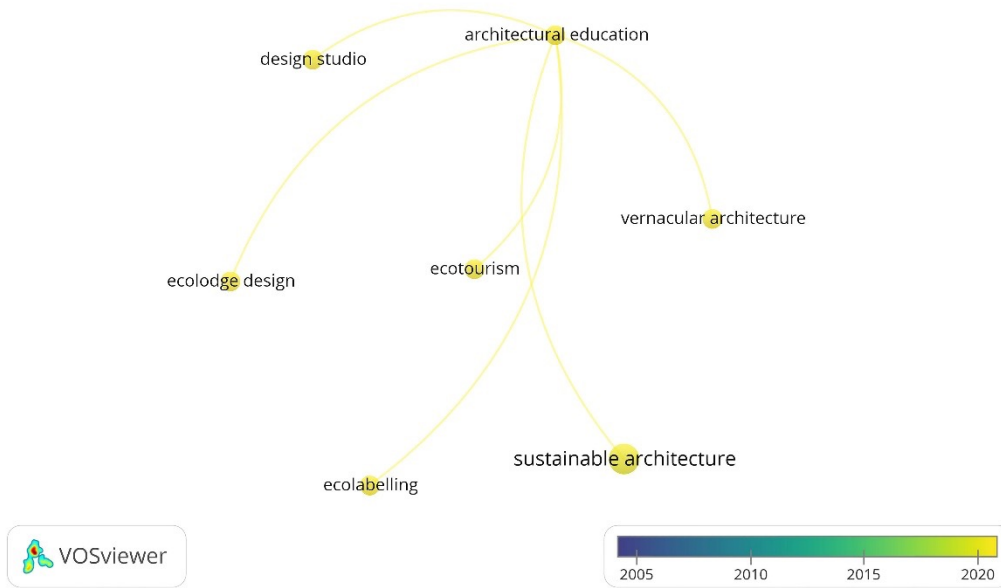 architectural education
design studio
vernacular architecture
ecotourism
ecolodge design
sustainable architecture
ecolabelling
VOSviewer
2005 2010 2015 2020